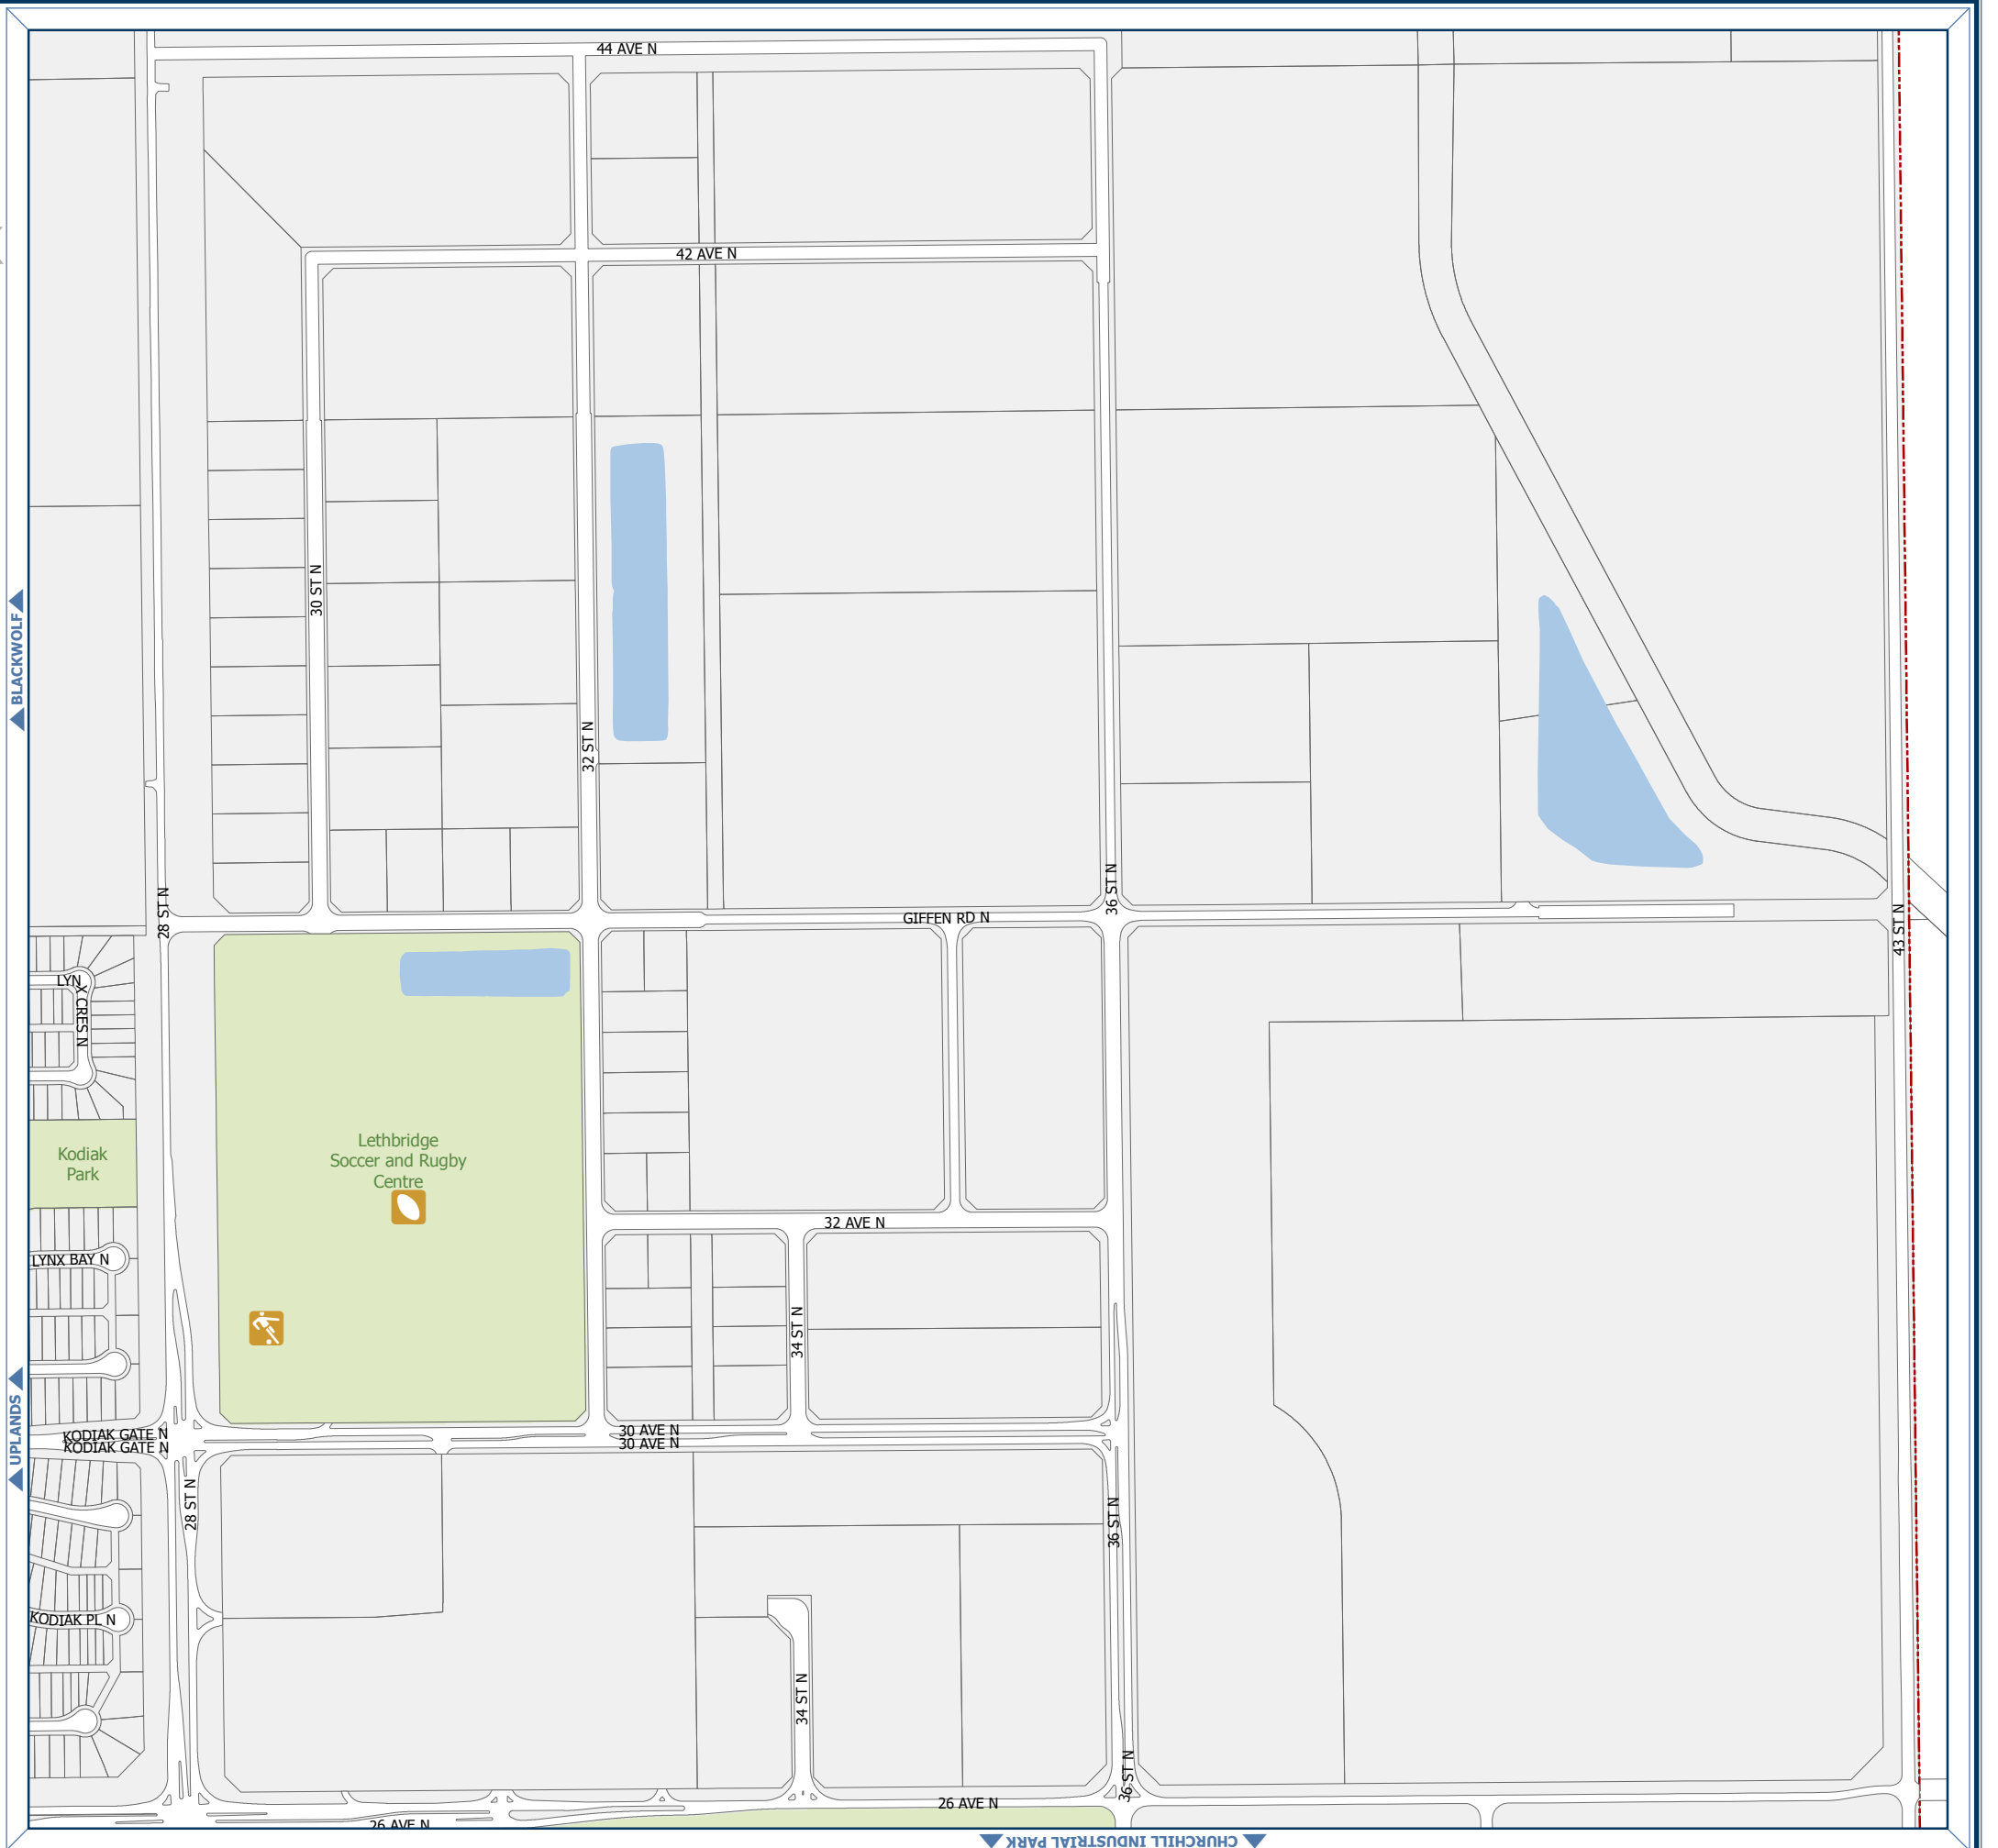 44 AVE N
42 AVE N
30 ST N
BLACKWOLF
32 ST N
36 ST N
28 ST N
GIFFEN RD N
43 ST N
LYN
X CRES N
Lethbridge
Soccer and Rugby
Centre
Kodiak
Park
32 AVE N
LYNX BAY N
34 ST N
UPLANDS
30 AVE N
KODIAK GATE N
30 AVE N
KODIAK GATE N
28 ST N
36 ST N
KODIAK PL N
34 ST N
36 ST N
26 AVE N
26 AVE N
CHURCHILL INDUSTRIAL PARK